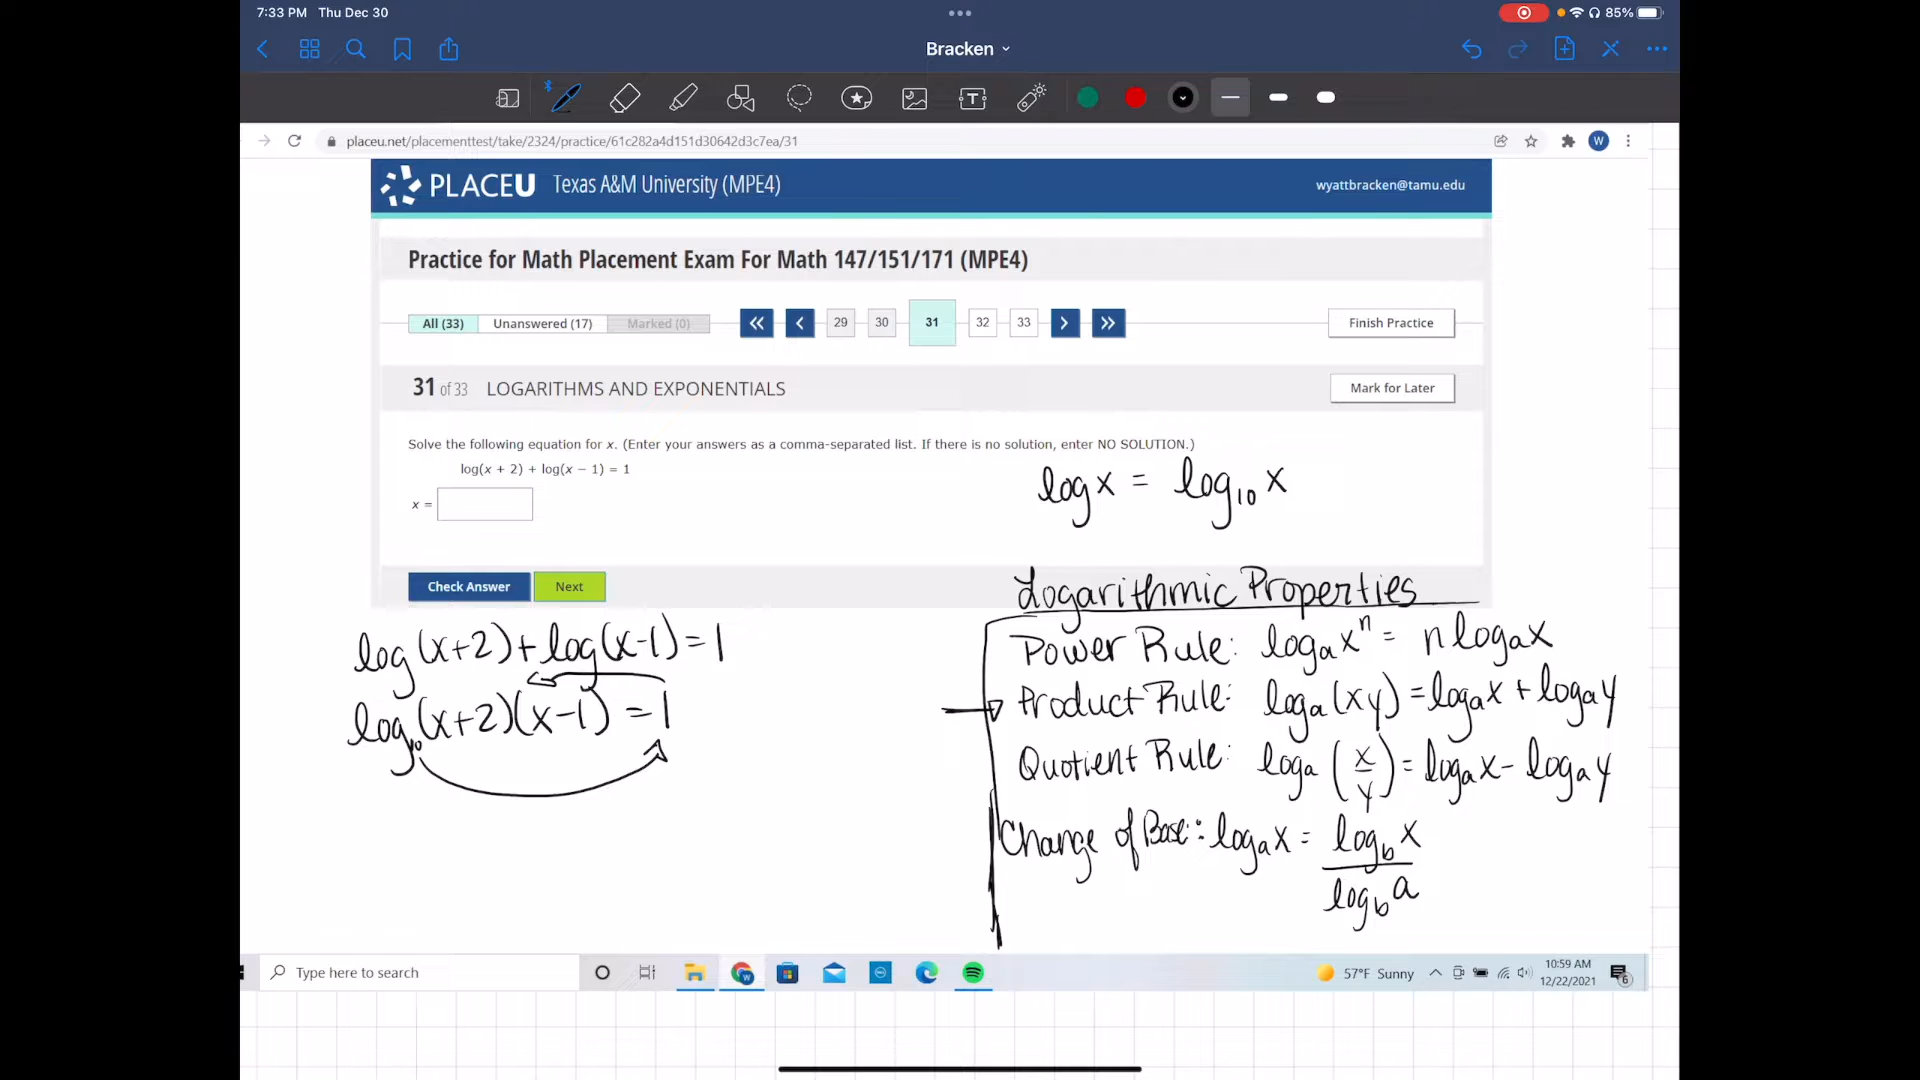 7:33 PM Thu Dec 30
85%
Bracken
placeu.net/placementtest/take/2324/practice/61c282a4d151d30642d3c7ea/31
W
PLACEU Texas A&M University (MPE4)
wyattbracken@tamu.edu
Practice for Math Placement Exam For Math 147/151/171 (MPE4)
All (33) Unanswered (17) Marked (0) 29 30 31 32 33 Finish Practice
31 of 33 LOGARITHMS AND EXPONENTIALS
Mark for Later
Solve the following equation for x. (Enter your answers as a comma-separated list. If there is no solution, enter NO SOLUTION.)
log(x + 2) + log(x − 1) = 1
x =
log x = log₁₀ x
Check Answer Next
Logarithmic Properties
Power Rule: logₐxⁿ = n logₐx
Product Rule: logₐ(xy) = logₐx + logₐy
Quotient Rule: logₐ(x/y) = logₐx - logₐy
Change of Base: logₐx = log_b x / log_b a
log(x+2)+log(x-1)=1
log₁₀(x+2)(x-1)=1
Type here to search
57°F Sunny
10:59 AM
12/22/2021
6